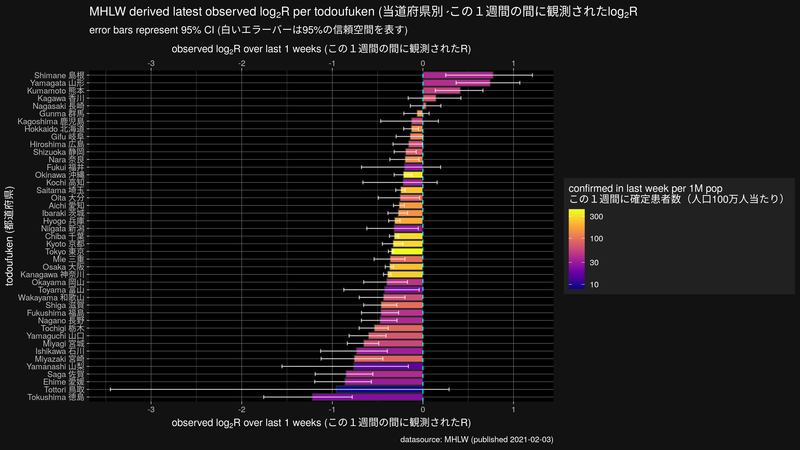 MHLW derived latest observed log₂R per todoufuken (当道府県別 -この１週間の間に観測されたlog₂R
error bars represent 95% CI (白いエラーバーは95%の信頼空間を表す)
observed log₂R over last 1 weeks (この１週間の間に観測されたR)
-3 -2 -1 0 1
Shimane 島根
Yamagata 山形
Kumamoto 熊本
Kagawa 香川
Nagasaki 長崎
Gunma 群馬
Kagoshima 鹿児島
Hokkaido 北海道
Gifu 岐阜
Hiroshima 広島
Shizuoka 静岡
Nara 奈良
Fukui 福井
Okinawa 沖縄
Kochi 高知
Saitama 埼玉
Oita 大分
Aichi 愛知
Ibaraki 茨城
Hyogo 兵庫
Niigata 新潟
Chiba 千葉
Kyoto 京都
Tokyo 東京
Mie 三重
Osaka 大阪
Kanagawa 神奈川
Okayama 岡山
Toyama 富山
Wakayama 和歌山
Shiga 滋賀
Fukushima 福島
Nagano 長野
Tochigi 栃木
Yamaguchi 山口
Miyagi 宮城
Ishikawa 石川
Miyazaki 宮崎
Yamanashi 山梨
Saga 佐賀
Ehime 愛媛
Tottori 鳥取
Tokushima 徳島
todoufuken (都道府県)
-3 -2 -1 0 1
observed log₂R over last 1 weeks (この１週間の間に観測されたR)
confirmed in last week per 1M pop
この１週間に確定患者数（人口100万人当たり）
300
100
30
10
datasource: MHLW (published 2021-02-03)